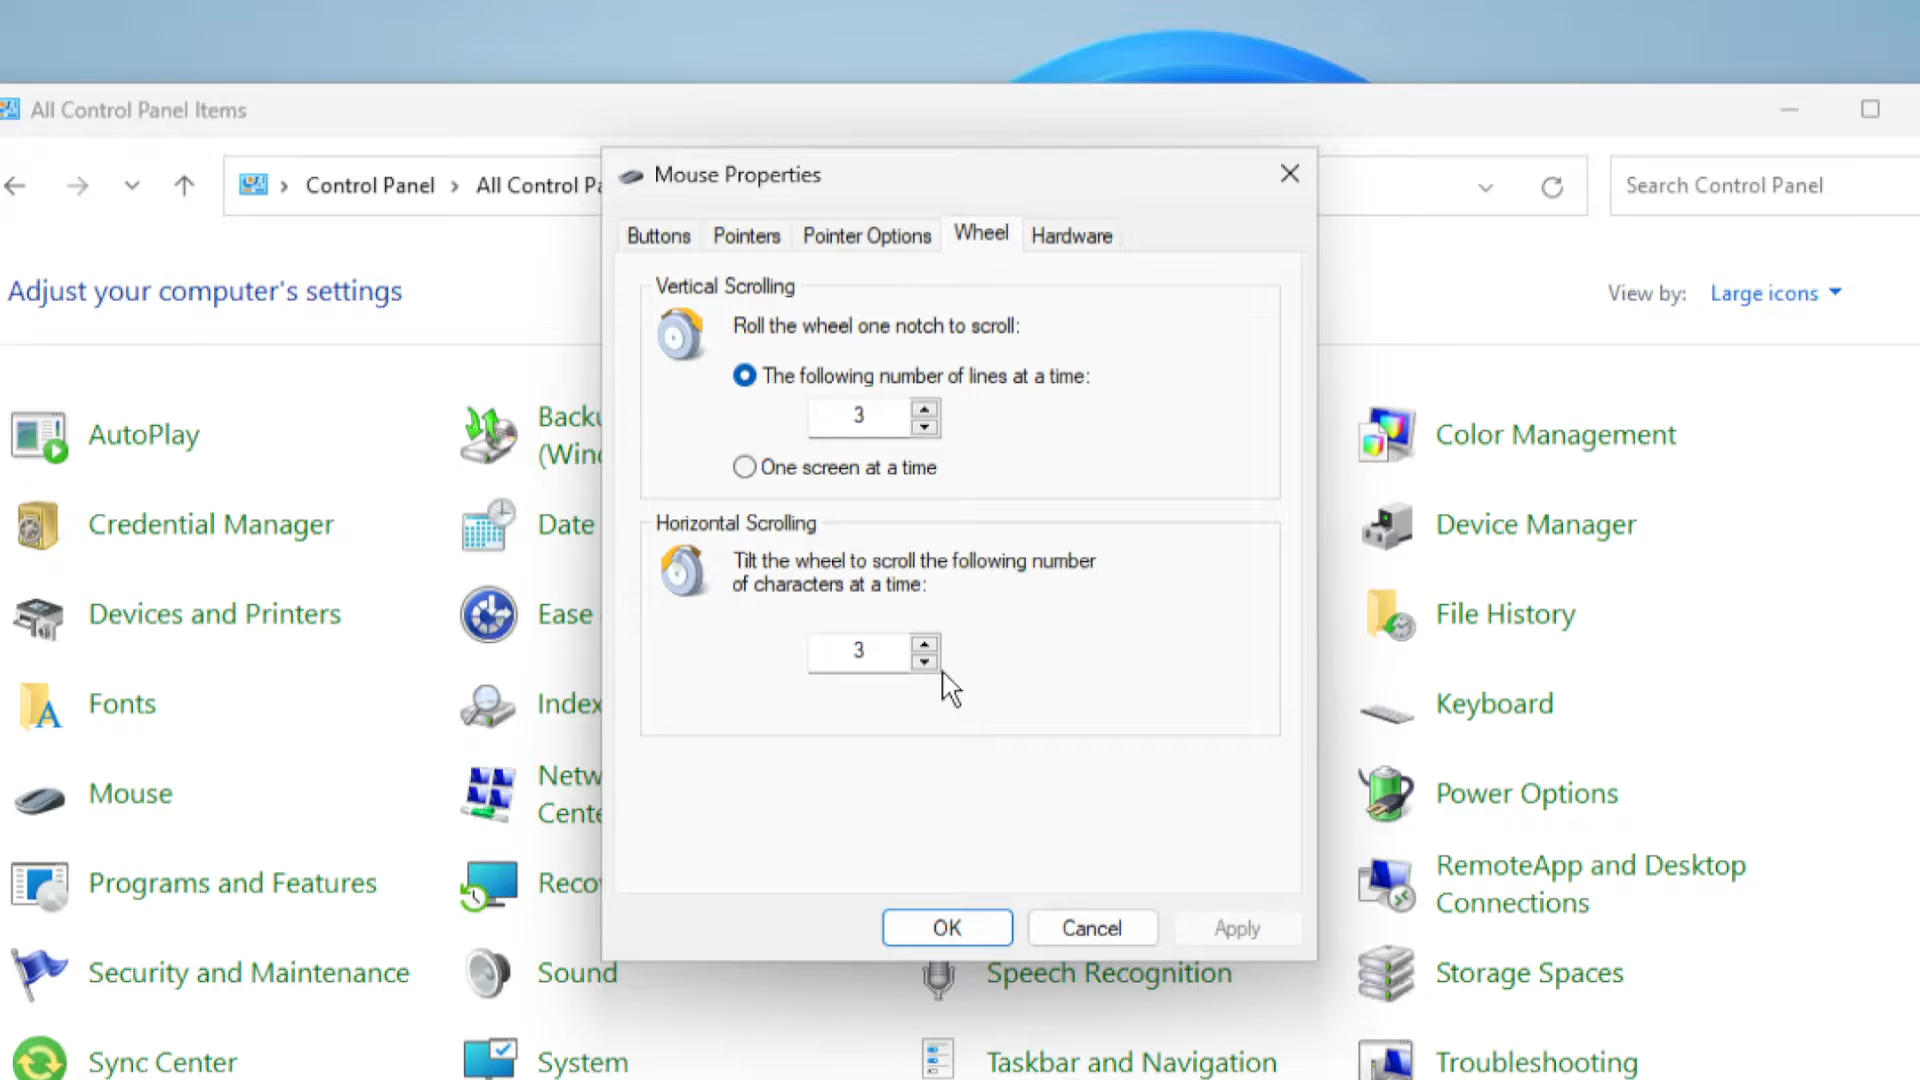 All Control Panel Items
Control Panel
All Control Pa
Search Control Panel
Adjust your computer's settings
View by: Large icons
Mouse Properties
Buttons
Pointers
Pointer Options
Wheel
Hardware
Vertical Scrolling
Roll the wheel one notch to scroll:
The following number of lines at a time:
3
One screen at a time
Horizontal Scrolling
Tilt the wheel to scroll the following number
of characters at a time:
3
OK
Cancel
Apply
AutoPlay
Backu
(Wind
Color Management
Credential Manager
Date
Device Manager
Devices and Printers
Ease
File History
Fonts
Index
Keyboard
Mouse
Netw
Cente
Power Options
Programs and Features
Reco
RemoteApp and Desktop
Connections
Security and Maintenance
Sound
Speech Recognition
Storage Spaces
Sync Center
System
Taskbar and Navigation
Troubleshooting